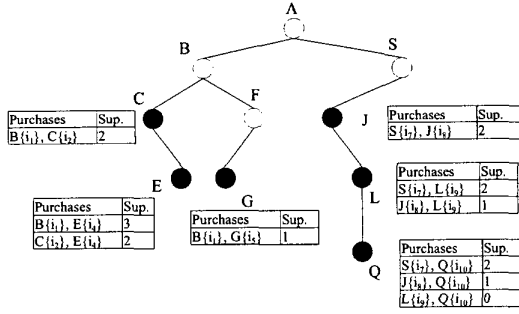 A
B
S
C
F
J
Purchases Sup.
B{i₁}, C{i₂} 2
Purchases Sup.
S{i₇}, J{i₈} 2
E
G
L
Purchases Sup.
B{i₁}, E{i₄} 3
C{i₂}, E{i₄} 2
Purchases Sup.
B{i₁}, G{i₅} 1
Purchases Sup.
S{i₇}, L{i₉} 2
J{i₈}, L{i₉} 1
Q
Purchases Sup.
S{i₇}, Q{i₁₀} 2
J{i₈}, Q{i₁₀} 1
L{i₉}, Q{i₁₀} 0